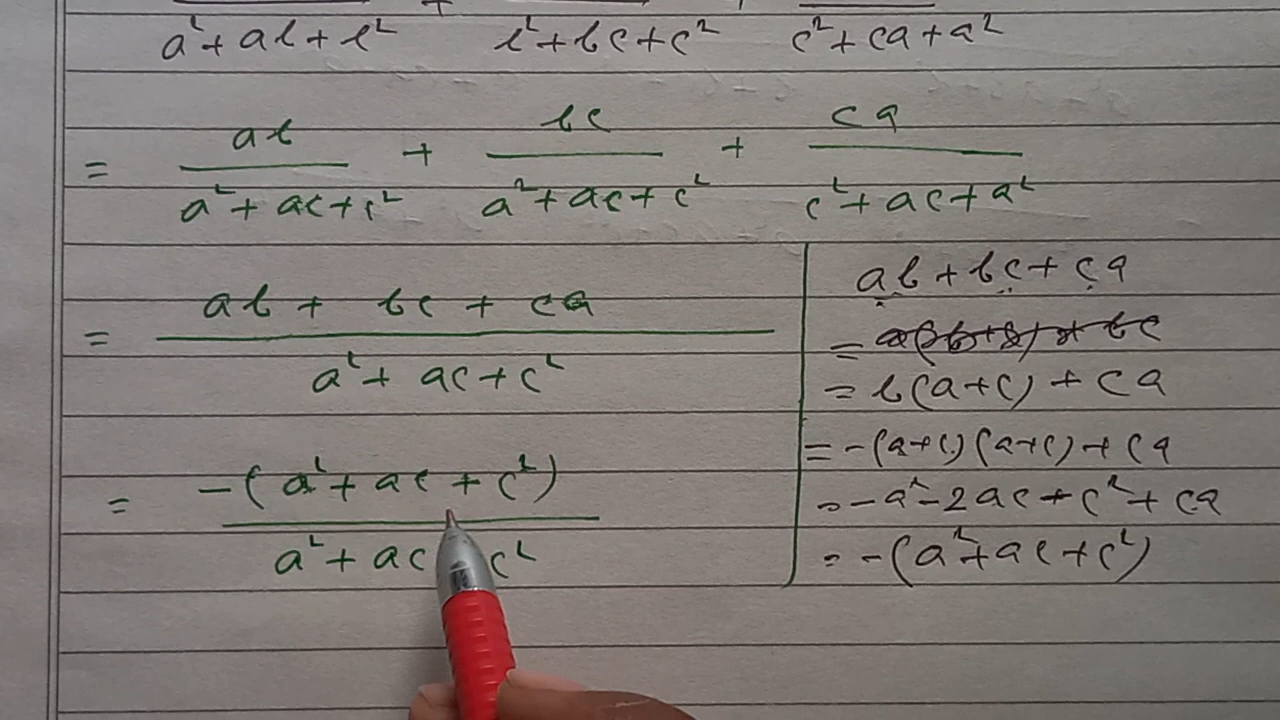 +
a²+ab+b² b²+bc+c² c²+ca+a²
= ab/(a²+ac+c²) + bc/(a²+ac+c²) + ca/(c²+ac+a²)
= (ab + bc + ca)/(a²+ac+c²)
= -(a²+ac+c²)/(a²+ac c²)
ab+bc+ca
=
= b(a+c)+ca
= -(a+c)(a+c)+ca
= -a²-2ac+c²+ca
= -(a²+ac+c²)